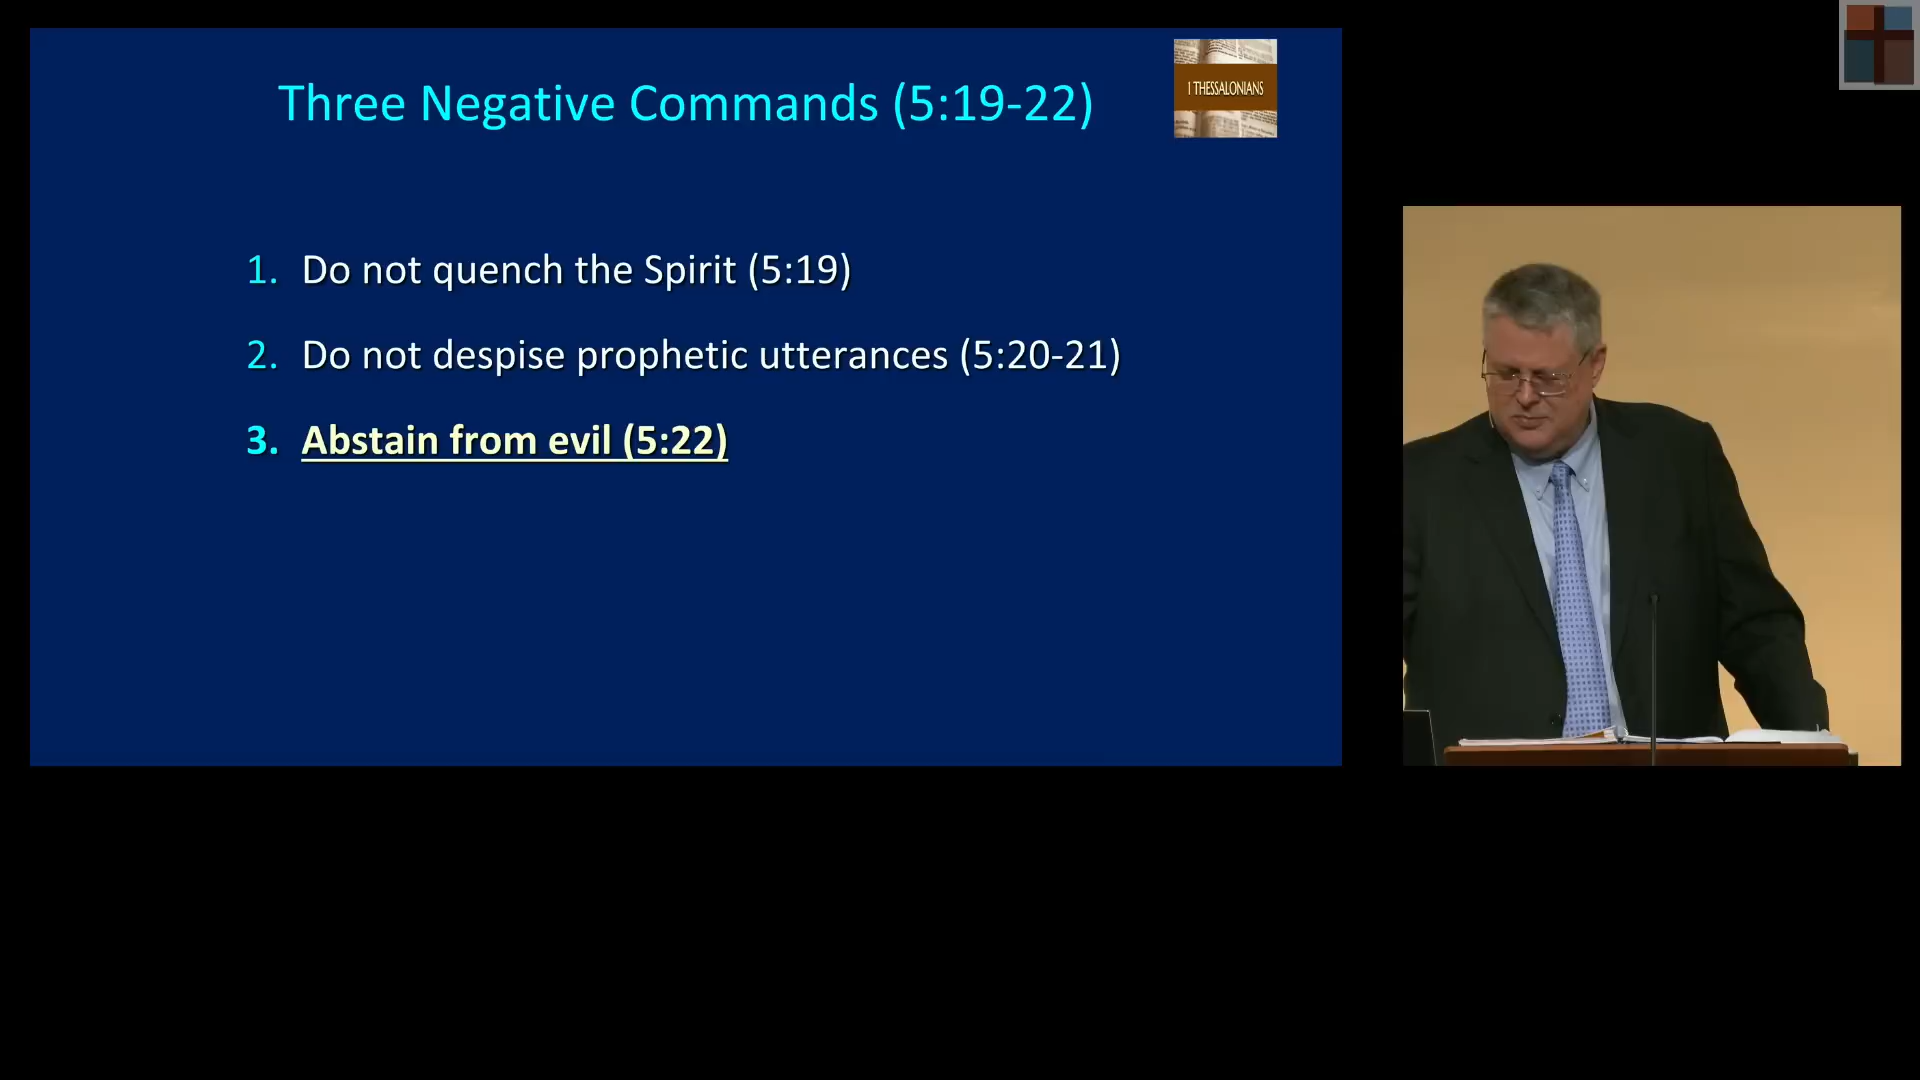 Three Negative Commands (5:19-22)
I THESSALONIANS
1. Do not quench the Spirit (5:19)
2. Do not despise prophetic utterances (5:20-21)
3. Abstain from evil (5:22)